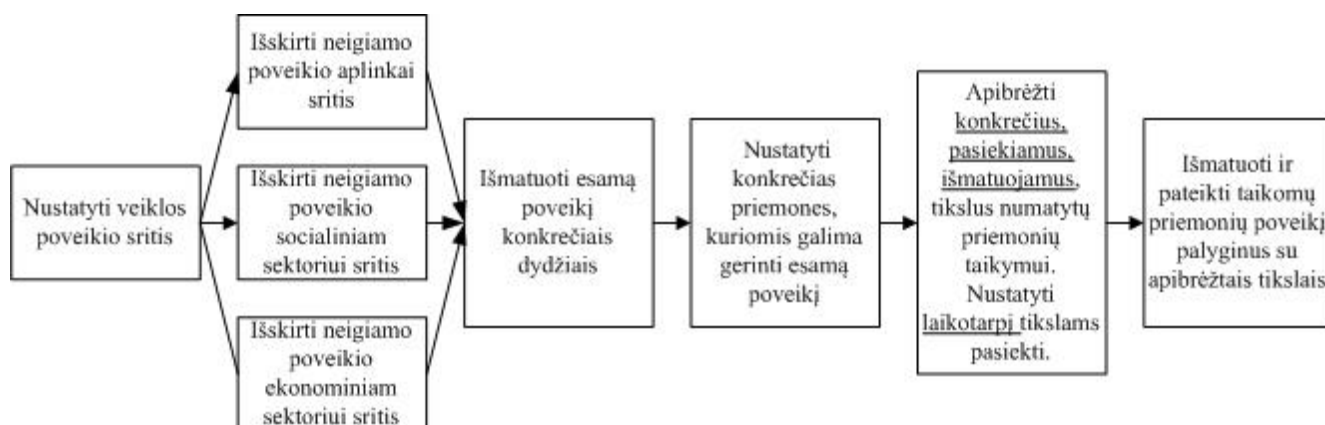 Nustatyti veiklos
poveikio sritis
Išskirti neigiamo
poveikio aplinkai
sritis
Išskirti neigiamo
poveikio
socialiniam
sektoriui sritis
Išskirti neigiamo
poveikio
ekonominiam
sektoriui sritis
Išmatuoti esamą
poveikį
konkrečiais
dydžiais
Nustatyti
konkrečias
priemones,
kuriomis galima
gerinti esamą
poveikį
Apibrėžti
konkrečius,
pasiekiamus,
išmatuojamus,
tikslus numatytų
priemonių
taikymui.
Nustatyti
laikotarpį tikslams
pasiekti.
Išmatuoti ir
pateikti taikomų
priemonių poveikį
palyginus su
apibrėžtais tikslais